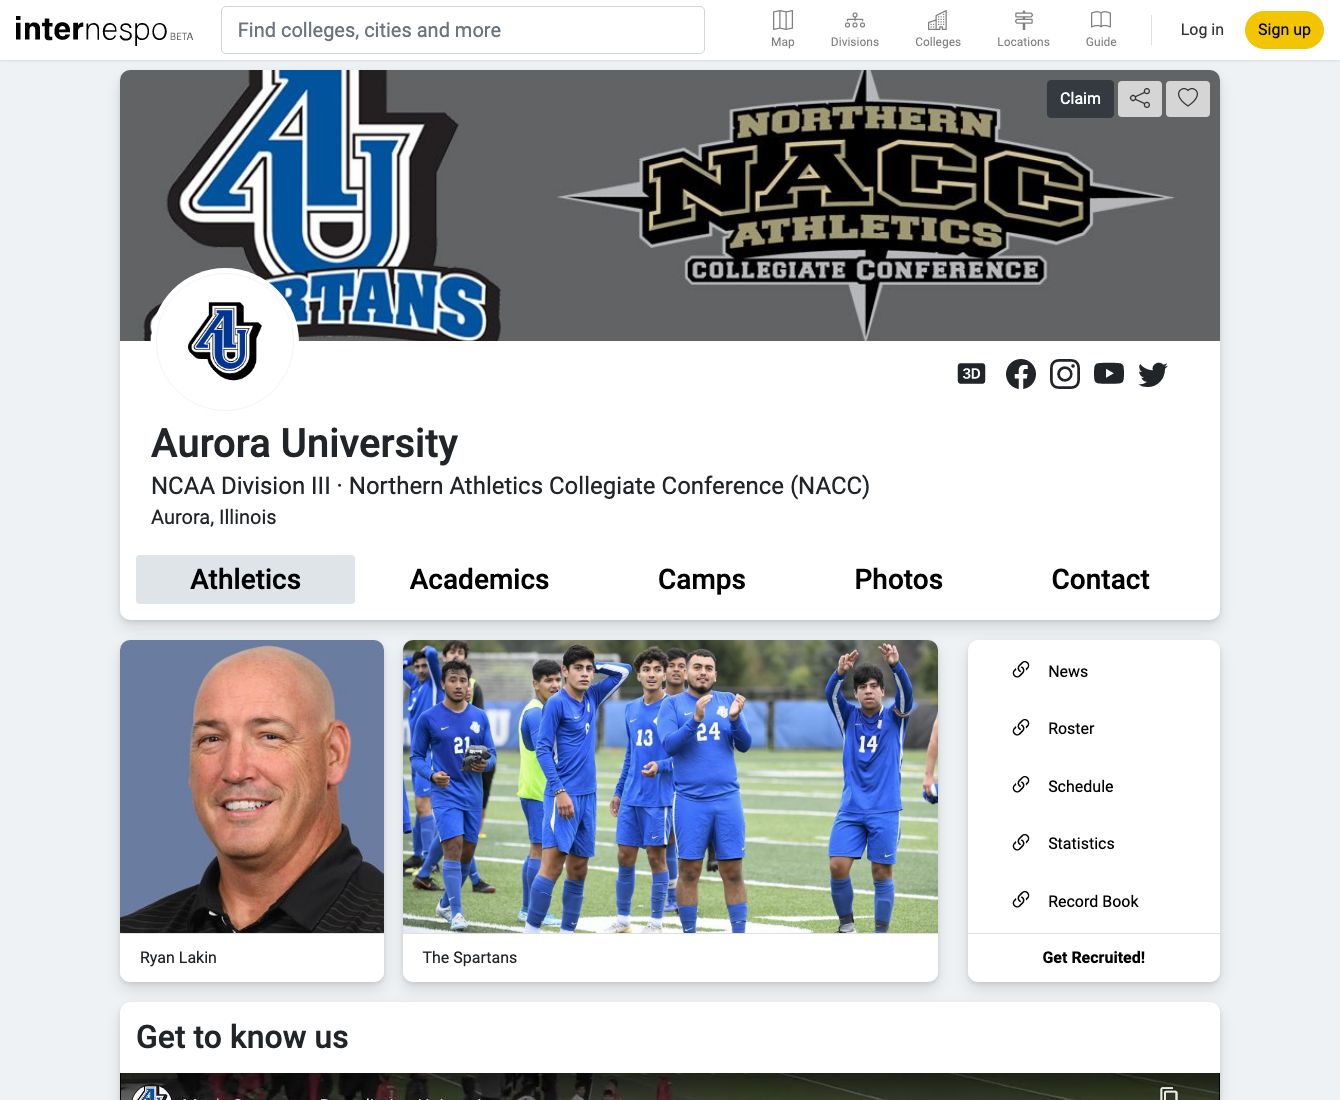 internespo BETA
Find colleges, cities and more
Map
Divisions
Colleges
Locations
Guide
Log in
Sign up
Claim
AU
NORTHERN
NACC
ATHLETICS
COLLEGIATE CONFERENCE
AU
3D
Aurora University
NCAA Division III · Northern Athletics Collegiate Conference (NACC)
Aurora, Illinois
Athletics
Academics
Camps
Photos
Contact
21
13
24
14
News
Roster
Schedule
Statistics
Record Book
Ryan Lakin
The Spartans
Get Recruited!
Get to know us